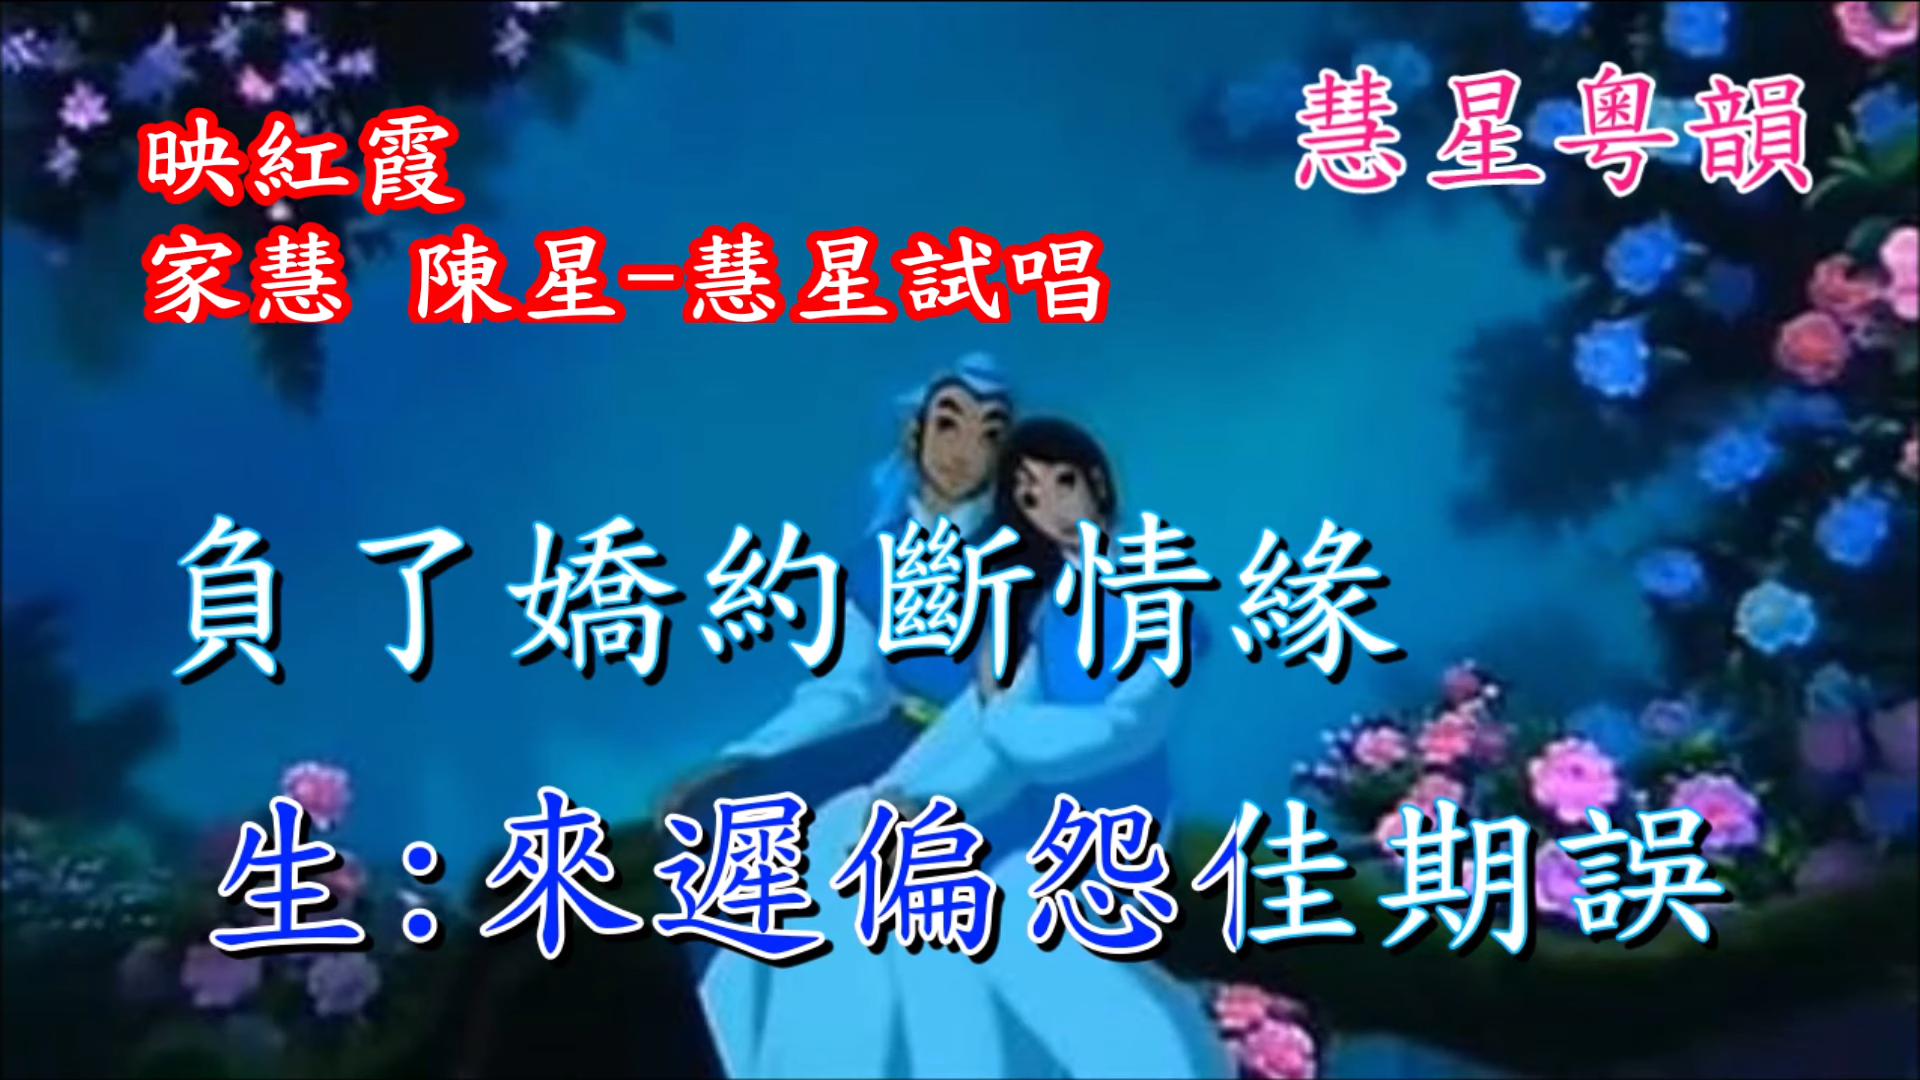 慧星粵韻
映紅霞
家慧 陳星-慧星試唱
負了嬌約斷情緣
生:來遲偏怨佳期誤